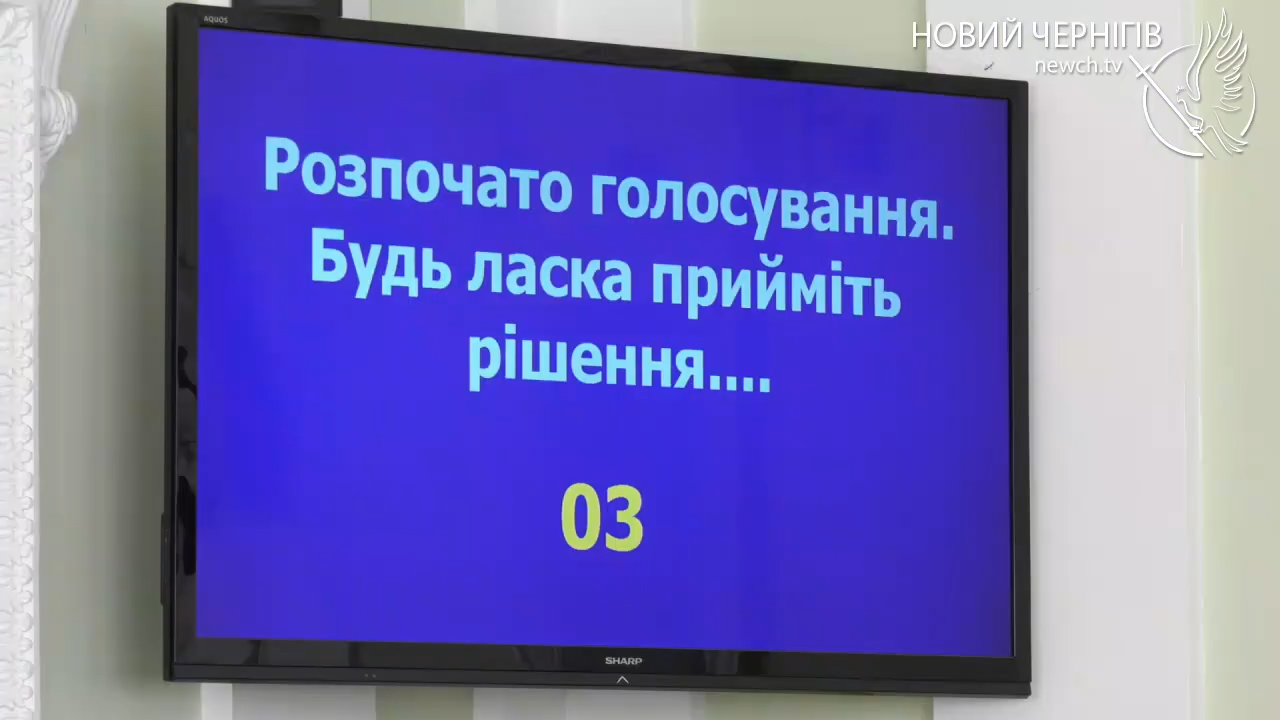 AQUOS
НОВИЙ ЧЕРНІГІВ
newch.tv
Розпочато голосування.
Будь ласка прийміть
рішення....
03
SHARP